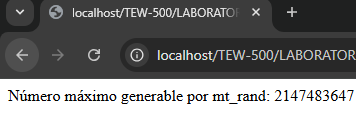 localhost/TEW-500/LABORATOR
localhost/TEW-500/LABORATOR
Número máximo generable por mt_rand: 2147483647